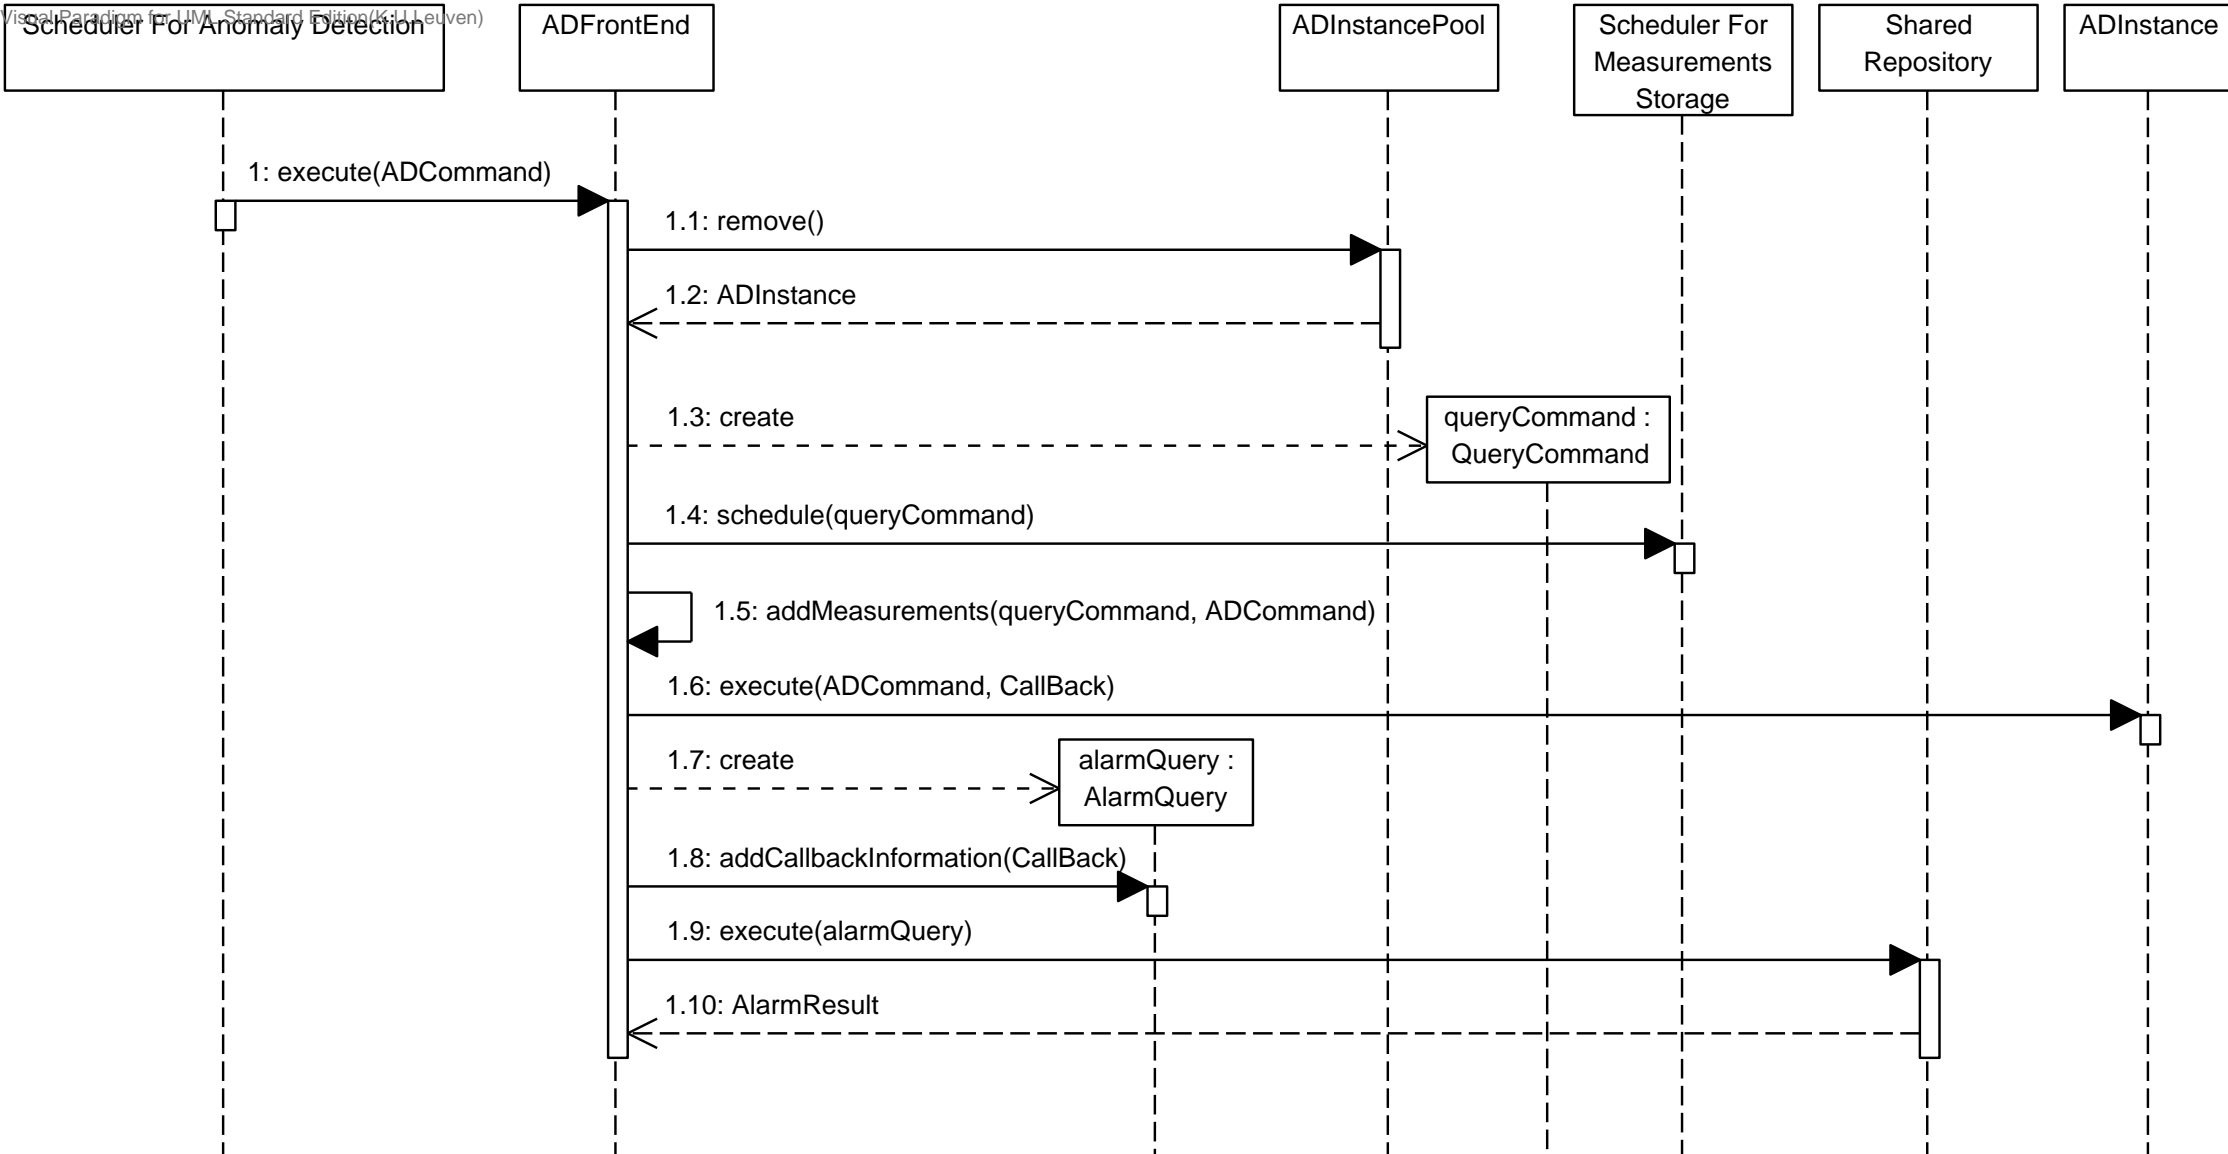 Visual Paradigm for UML Standard Edition(K.U.Leuven)
Scheduler For Anomaly Detection
ADFrontEnd
ADInstancePool
Scheduler For
Measurements
Storage
Shared
Repository
ADInstance
1: execute(ADCommand)
1.1: remove()
1.2: ADInstance
1.3: create
queryCommand :
QueryCommand
1.4: schedule(queryCommand)
1.5: addMeasurements(queryCommand, ADCommand)
1.6: execute(ADCommand, CallBack)
1.7: create
alarmQuery :
AlarmQuery
1.8: addCallbackInformation(CallBack)
1.9: execute(alarmQuery)
1.10: AlarmResult